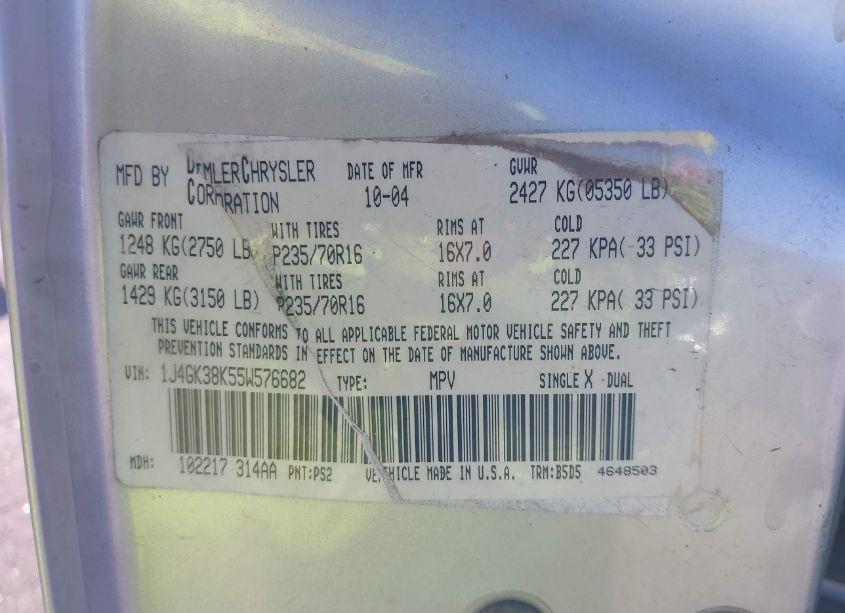 MFD BY DIMLERCHRYSLER CORPRATION DATE OF MFR 10-04 GVWR 2427 KG(05350 LB)
GAWR FRONT WITH TIRES RIMS AT COLD
1248 KG(2750 LB P235/70R16 16X7.0 227 KPA( 33 PSI)
GAWR REAR WITH TIRES RIMS AT COLD
1429 KG(3150 LB) P235/70R16 16X7.0 227 KPA( 33 PSI)
THIS VEHICLE CONFORMS TO ALL APPLICABLE FEDERAL MOTOR VEHICLE SAFETY AND THEFT
PREVENTION STANDARDS IN EFFECT ON THE DATE OF MANUFACTURE SHOWN ABOVE.
VIN: 1J4GK38K55W576682 TYPE: MPV SINGLE X DUAL
MDH: 102217 314AA PNT:PS2 VEHICLE MADE IN U.S.A. TRM:B5D5 4648503